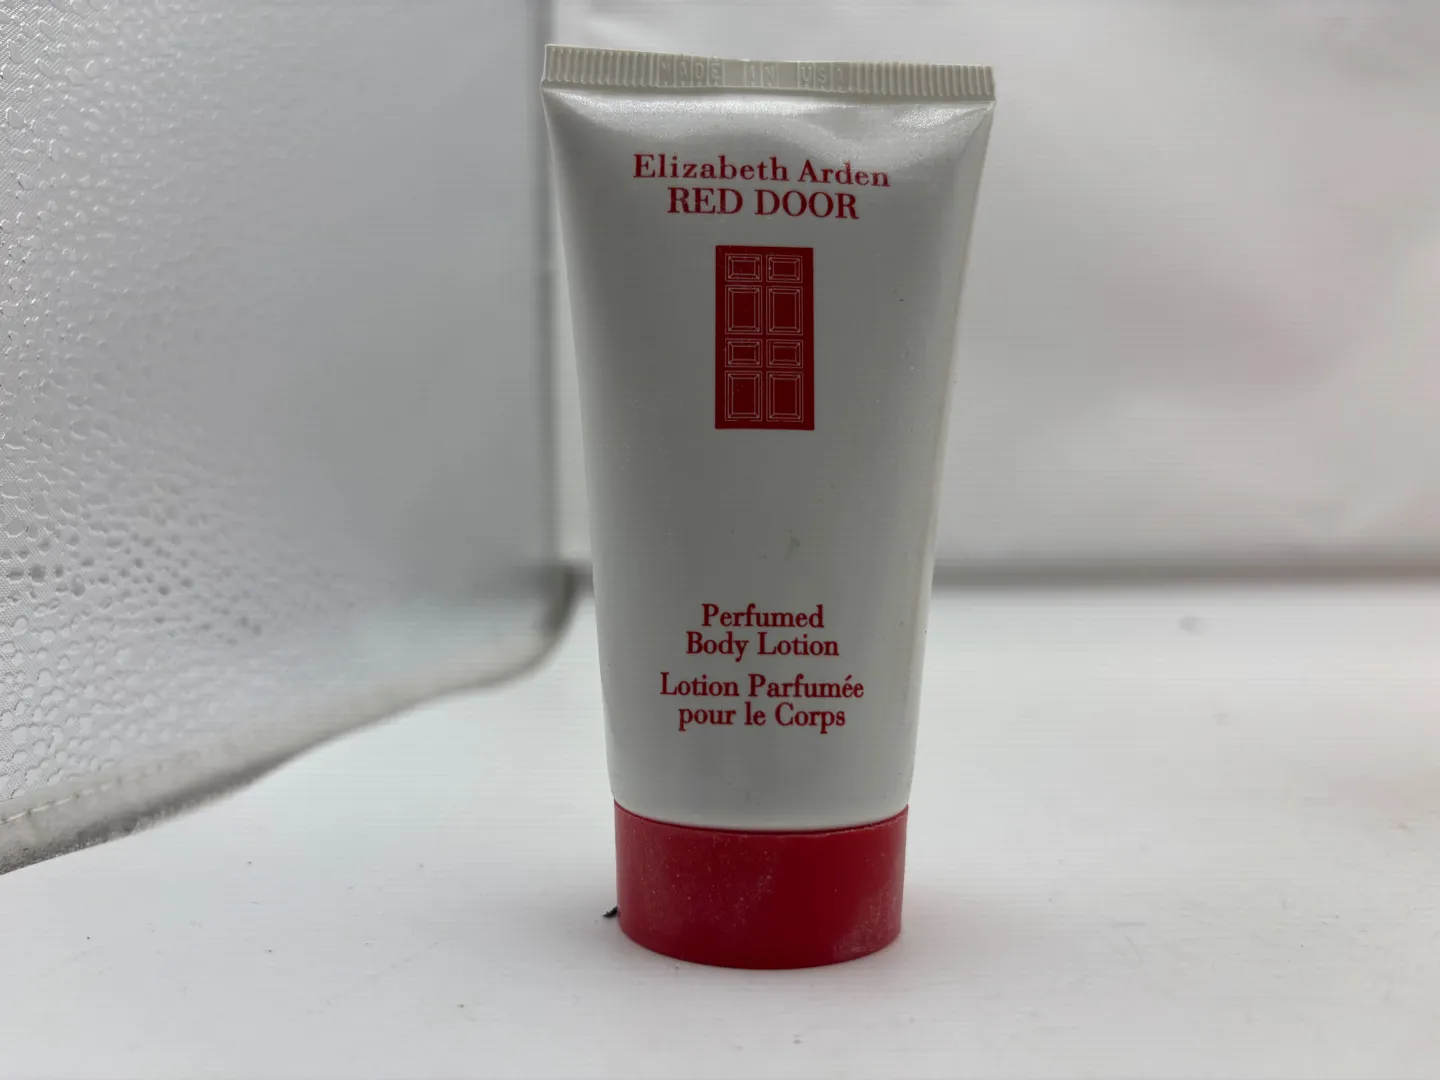 MADE IN USA
Elizabeth Arden
RED DOOR
Perfumed
Body Lotion
Lotion Parfumée
pour le Corps